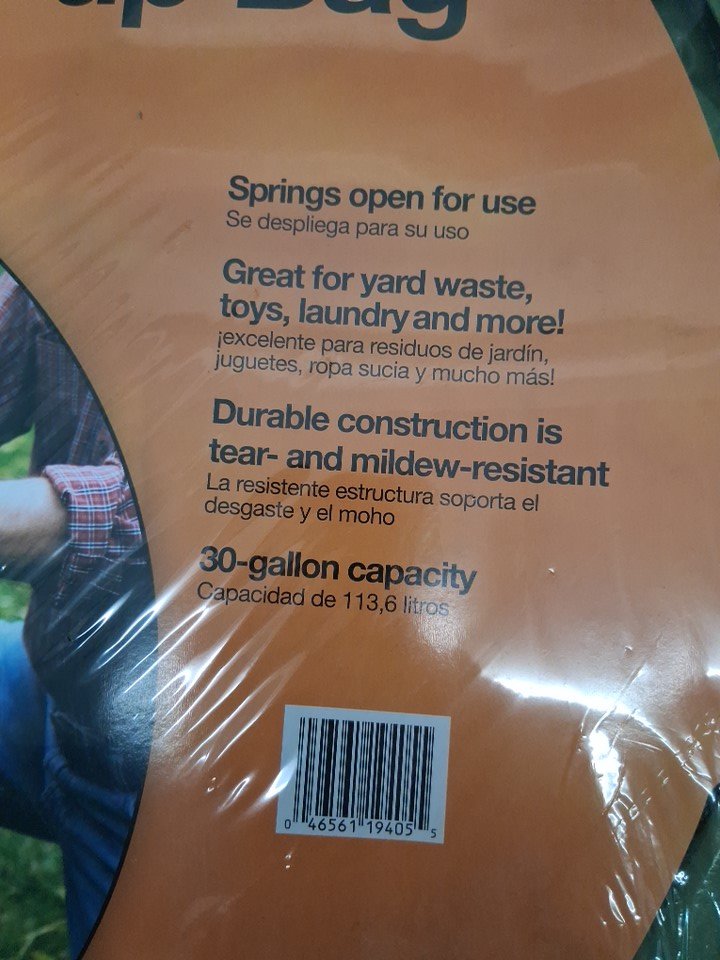 up Bag
Springs open for use
Se despliega para su uso
Great for yard waste,
toys, laundry and more!
¡excelente para residuos de jardín,
juguetes, ropa sucia y mucho más!
Durable construction is
tear- and mildew-resistant
La resistente estructura soporta el
desgaste y el moho
30-gallon capacity
Capacidad de 113,6 litros
0 46561 19405 5